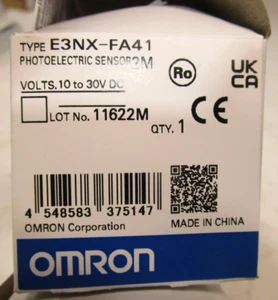 TYPE E3NX-FA41
PHOTOELECTRIC SENSOR 2M
Ro
UK
CA
VOLTS. 10 to 30V DC
LOT No. 11622M
CE
QTY. 1
4 548583 375147
MADE IN CHINA
OMRON Corporation
OMRON